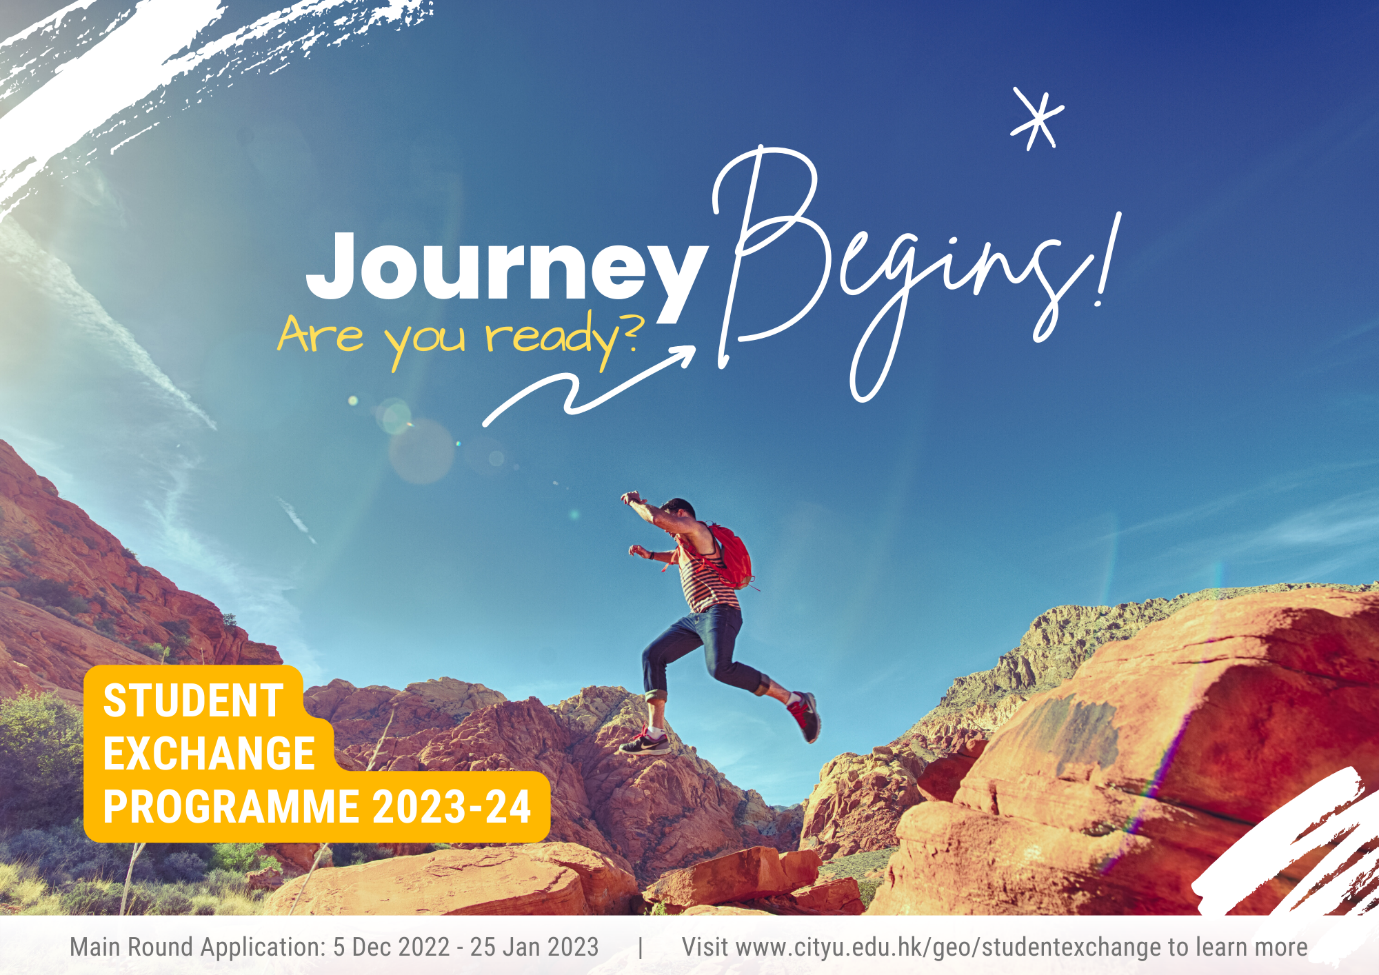 Journey Begins!
Are you ready?
STUDENT
EXCHANGE
PROGRAMME 2023-24
Main Round Application: 5 Dec 2022 - 25 Jan 2023 | Visit www.cityu.edu.hk/geo/studentexchange to learn more